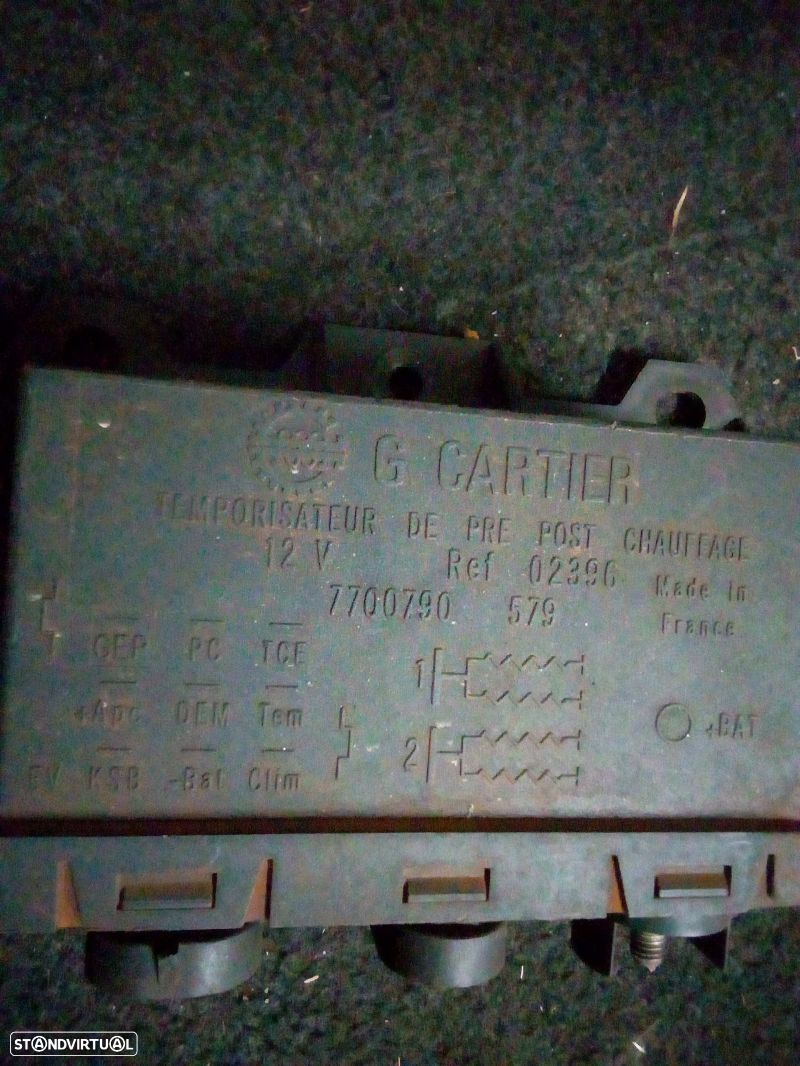 G CARTIER
TEMPORISATEUR DE PRE POST CHAUFFAGE
12 V Ref 02396 Made in
7700790 579 France
GEP PC TCE
+Apc DEM Tem
EV KSB -Bat Clim
1
2
+BAT
STANDVIRTUAL